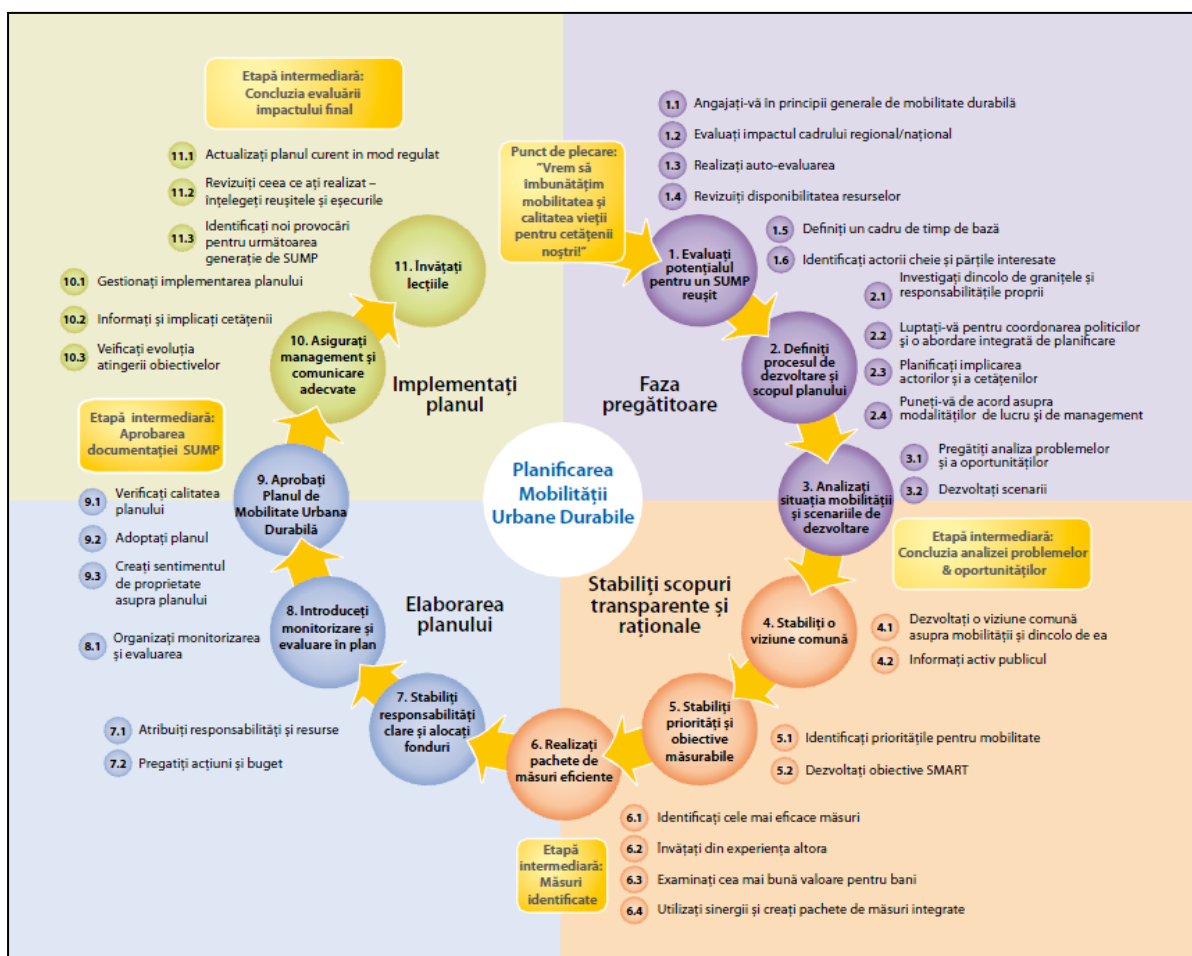 Punct de plecare:
“Vrem să
îmbunătățim
mobilitatea și
calitatea vieții
pentru cetățenii
noștri!”
1.1 Angajați-vă în principii generale de mobilitate durabilă
1.2 Evaluați impactul cadrului regional/național
1.3 Realizați auto-evaluarea
1.4 Revizuiți disponibilitatea resurselor
1.5 Definiți un cadru de timp de bază
1.6 Identificați actorii cheie și părțile interesate
1. Evaluați
potențialul
pentru un SUMP
reușit
2.1 Investigați dincolo de granițele și
responsabilitățile proprii
2.2 Luptați-vă pentru coordonarea politicilor
și o abordare integrată de planificare
2.3 Planificați implicarea
actorilor și a cetățenilor
2.4 Puneți-vă de acord asupra
modalităților de lucru și de management
2. Definiți
procesul de
dezvoltare și
scopul planului
Faza
pregătitoare
3.1 Pregătiți analiza problemelor
și a oportunităților
3.2 Dezvoltați scenarii
3. Analizați
situația mobilității
și scenariile de
dezvoltare
Etapă intermediară:
Concluzia analizei problemelor
& oportunităților
Planificarea
Mobilității
Urbane Durabile
Stabiliți scopuri
transparente și
raționale
4. Stabiliți o
viziune comună
4.1 Dezvoltați o viziune comună
asupra mobilității și dincolo de ea
4.2 Informați activ publicul
5. Stabiliți
priorități și
obiective
măsurabile
5.1 Identificați prioritățile pentru mobilitate
5.2 Dezvoltați obiective SMART
6. Realizați
pachete de
măsuri eficiente
6.1 Identificați cele mai eficace măsuri
6.2 Învățați din experiența altora
6.3 Examinați cea mai bună valoare pentru bani
6.4 Utilizați sinergii și creați pachete de măsuri integrate
Etapă
intermediară:
Măsuri
identificate
Elaborarea
planului
7. Stabiliți
responsabilități
clare și alocați
fonduri
7.1 Atribuiți responsabilități și resurse
7.2 Pregatiți acțiuni și buget
8. Introduceți
monitorizare și
evaluare în plan
8.1 Organizați monitorizarea
și evaluarea
9. Aprobați
Planul de
Mobilitate Urbana
Durabilă
9.1 Verificați calitatea
planului
9.2 Adoptați planul
9.3 Creați sentimentul
de proprietate
asupra planului
Etapă intermediară:
Aprobarea
documentației SUMP
Implementați
planul
10. Asigurați
management și
comunicare
adecvate
10.1 Gestionați implementarea planului
10.2 Informați și implicați cetățenii
10.3 Veificați evoluția
atingerii obiectivelor
11. Învățați
lecțiile
11.1 Actualizați planul curent in mod regulat
11.2 Revizuiți ceea ce ați realizat –
înțelegeți reușitele și eșecurile
11.3 Identificați noi provocări
pentru următoarea
generație de SUMP
Etapă intermediară:
Concluzia evaluării
impactului final